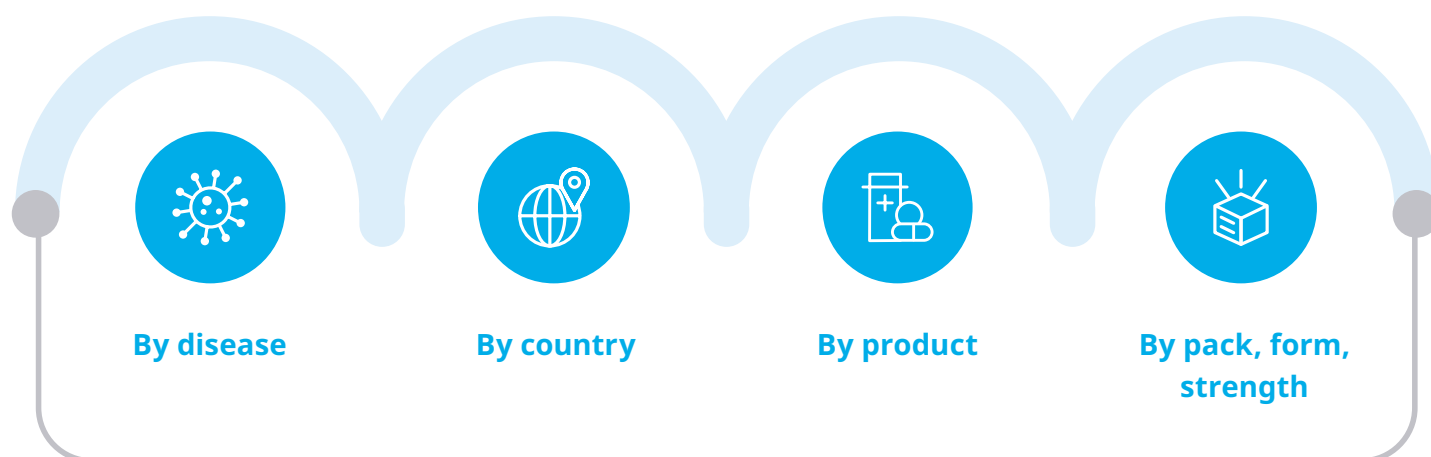 By disease
By country
By product
By pack, form,
strength